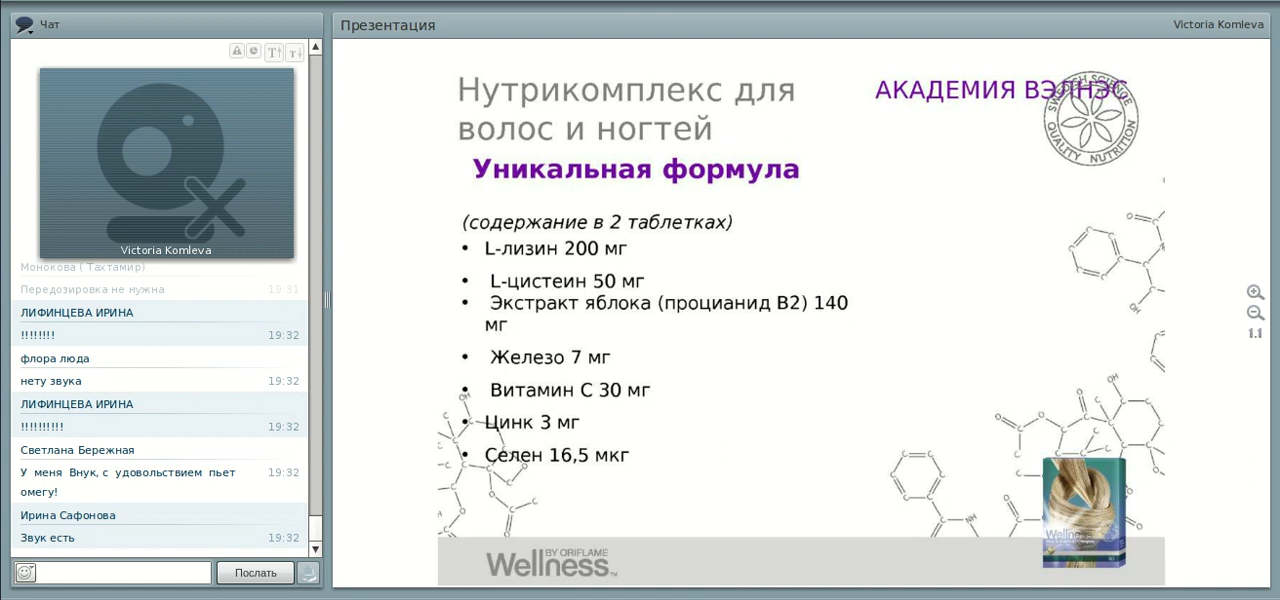 Чат
Victoria Komleva
Монокова ( Тахтамир)
Передозировка не нужна 19:31
ЛИФИНЦЕВА ИРИНА
!!!!!!!! 19:32
флора люда
нету звука 19:32
ЛИФИНЦЕВА ИРИНА
!!!!!!!!!! 19:32
Светлана Бережная
У меня Внук, с удовольствием пьет 19:32
омегу!
Ирина Сафонова
Звук есть 19:32
Послать
Презентация
Victoria Komleva
Нутрикомплекс для
волос и ногтей
АКАДЕМИЯ ВЭЛНЭС
SWEDISH SCIENCE
QUALITY NUTRITION
Уникальная формула
(содержание в 2 таблетках)
• L-лизин 200 мг
• L-цистеин 50 мг
• Экстракт яблока (процианид B2) 140
мг
• Железо 7 мг
• Витамин С 30 мг
• Цинк 3 мг
• Селен 16,5 мкг
BY ORIFLAME
Wellness™
1.1